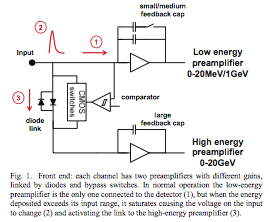 small/medium
feedback cap
2
Input
1
Low energy
preamplifier
0-20MeV/1GeV
CMOS
switches
comparator
3
diode
link
large
feedback cap
High energy
preamplifier
0-20GeV
Fig. 1. Front end: each channel has two preamplifiers with different gains,
linked by diodes and bypass switches. In normal operation the low-energy
preamplifier is the only one connected to the detector (1), but when the energy
deposited exceeds its input range, it saturates causing the voltage on the input
to change (2) and activating the link to the high-energy preamplifier (3).